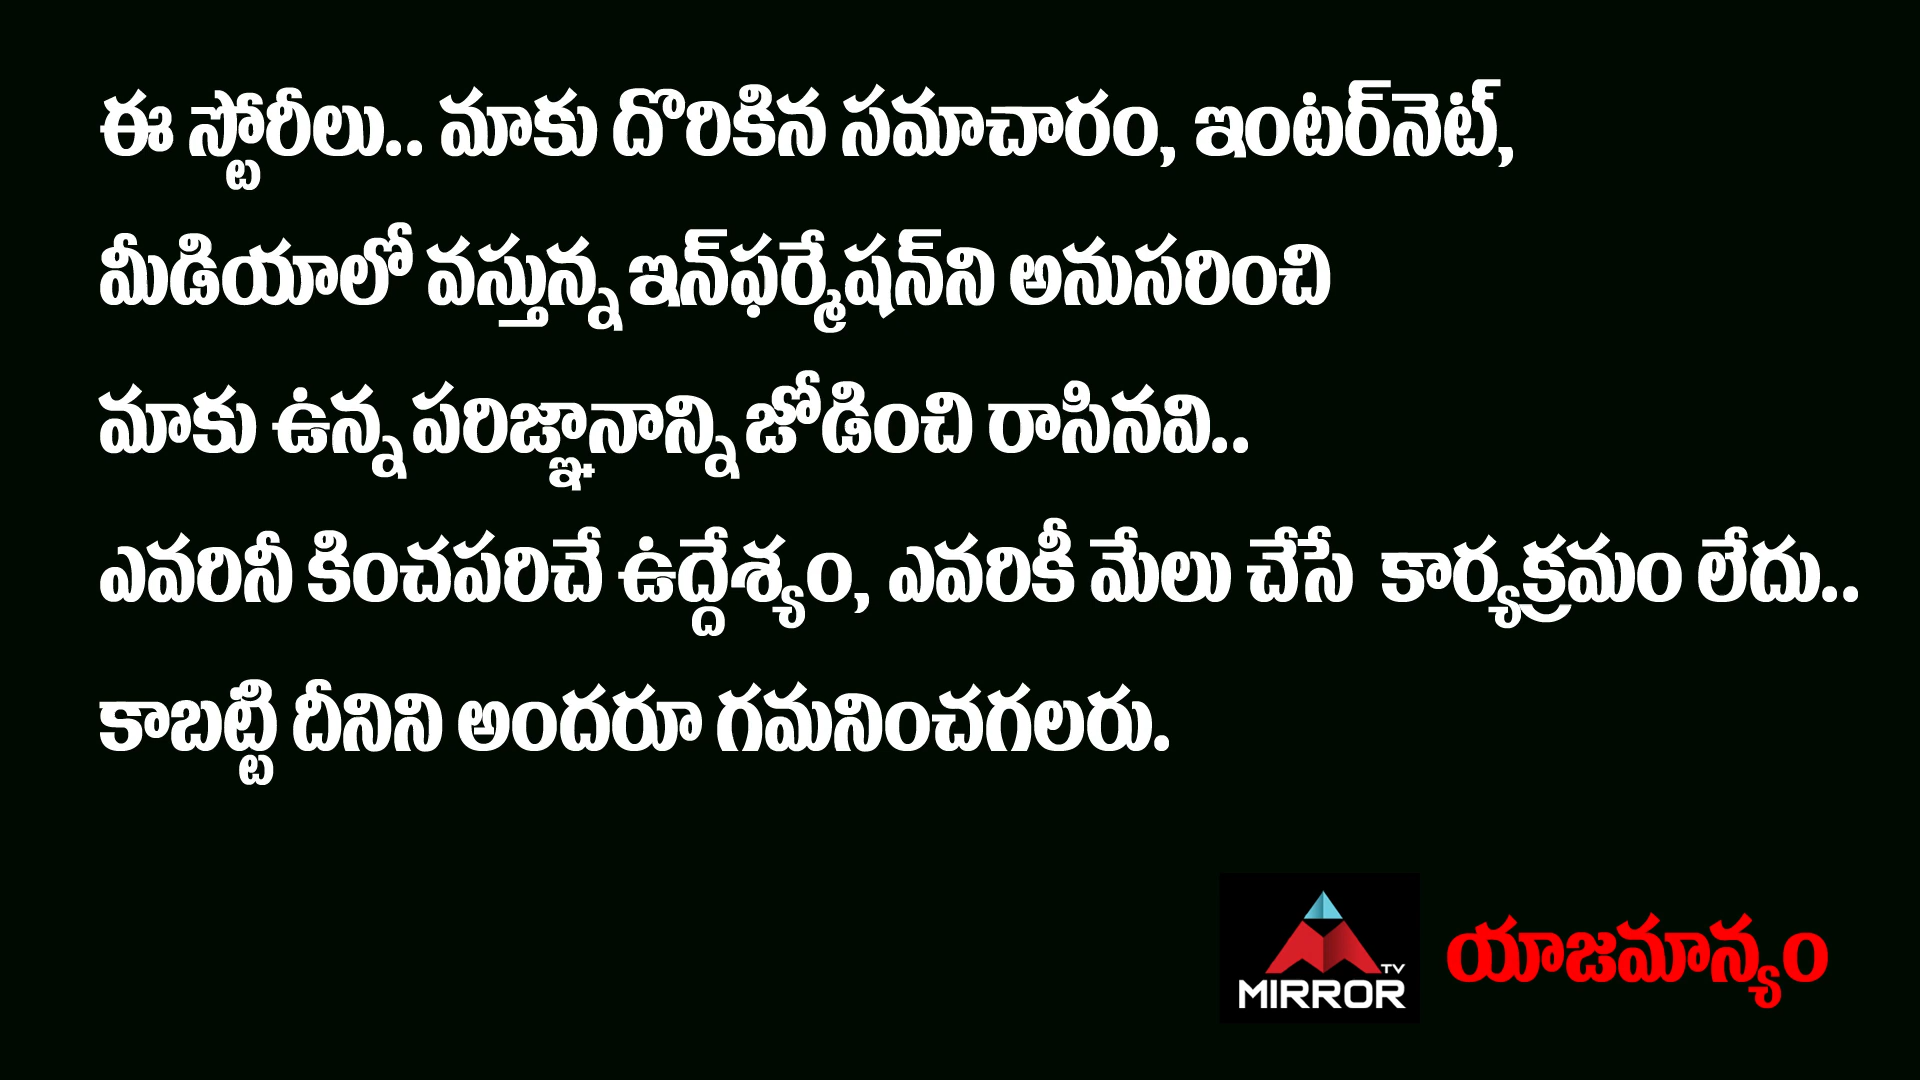 ఈ స్టోరీలు.. మాకు దొరికిన సమాచారం, ఇంటర్‌నెట్,
మీడియాలో వస్తున్న ఇన్‌ఫర్మేషన్‌ని అనుసరించి
మాకు ఉన్న పరిజ్ఞానాన్ని జోడించి రాసినవి..
ఎవరినీ కించపరిచే ఉద్దేశ్యం, ఎవరికీ మేలు చేసే కార్యక్రమం లేదు..
కాబట్టి దీనిని అందరూ గమనించగలరు.
TV
MIRROR
యాజమాన్యం